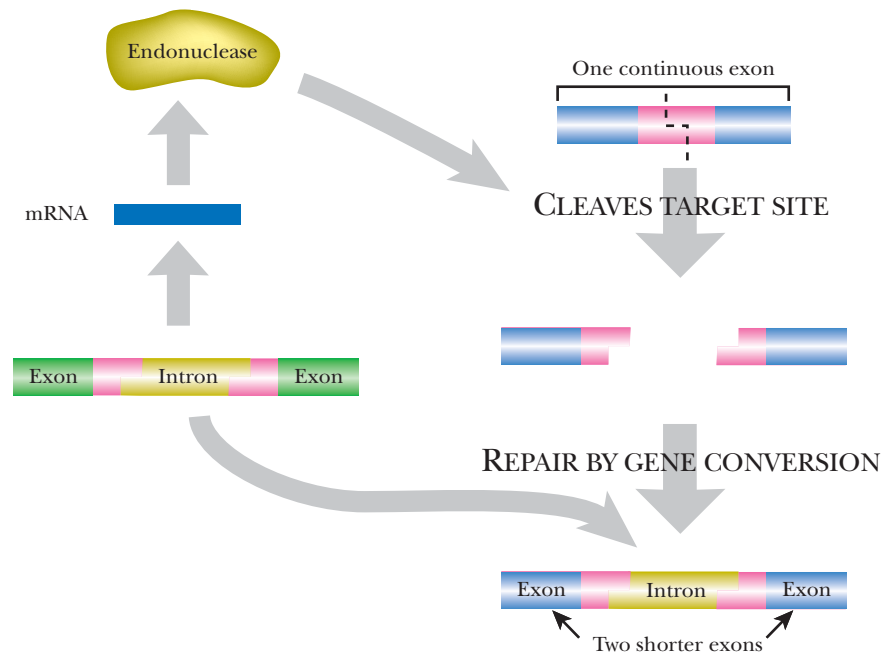 Endonuclease
One continuous exon
mRNA
CLEAVES TARGET SITE
Exon Intron Exon
REPAIR BY GENE CONVERSION
Exon Intron Exon
Two shorter exons